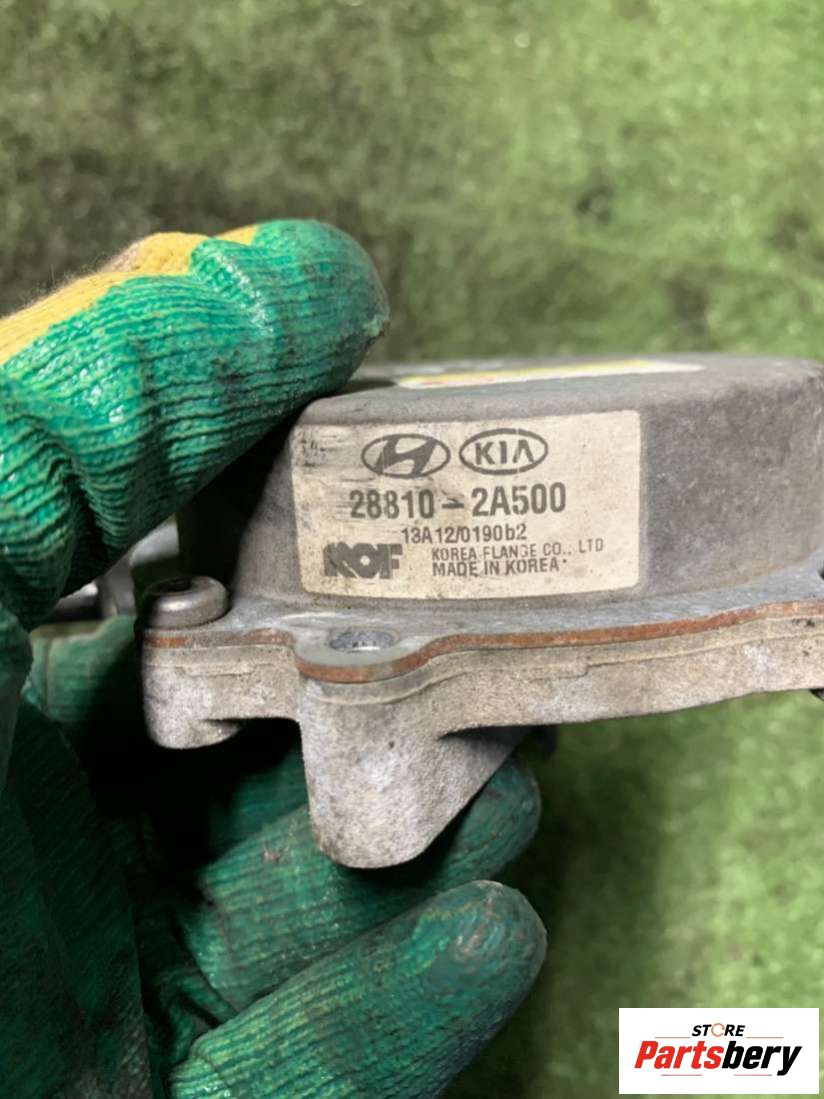 KIA
28810-2A500
13A12/0190b2
KOF KOREA FLANGE CO., LTD
MADE IN KOREA
STORE
Partsbery